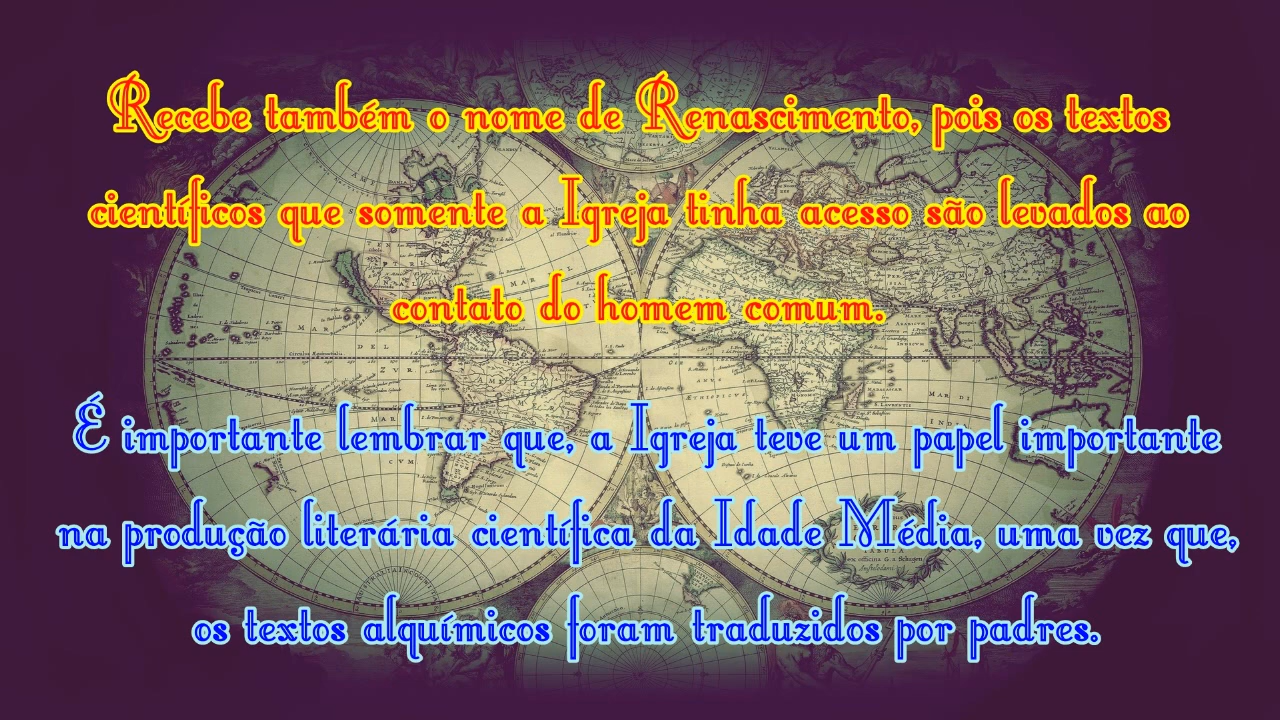 Recebe também o nome de Renascimento, pois os textos
científicos que somente a Igreja tinha acesso são levados ao
contato do homem comum.
É importante lembrar que, a Igreja teve um papel importante
na produção literária científica da Idade Média, uma vez que,
os textos alquímicos foram traduzidos por padres.